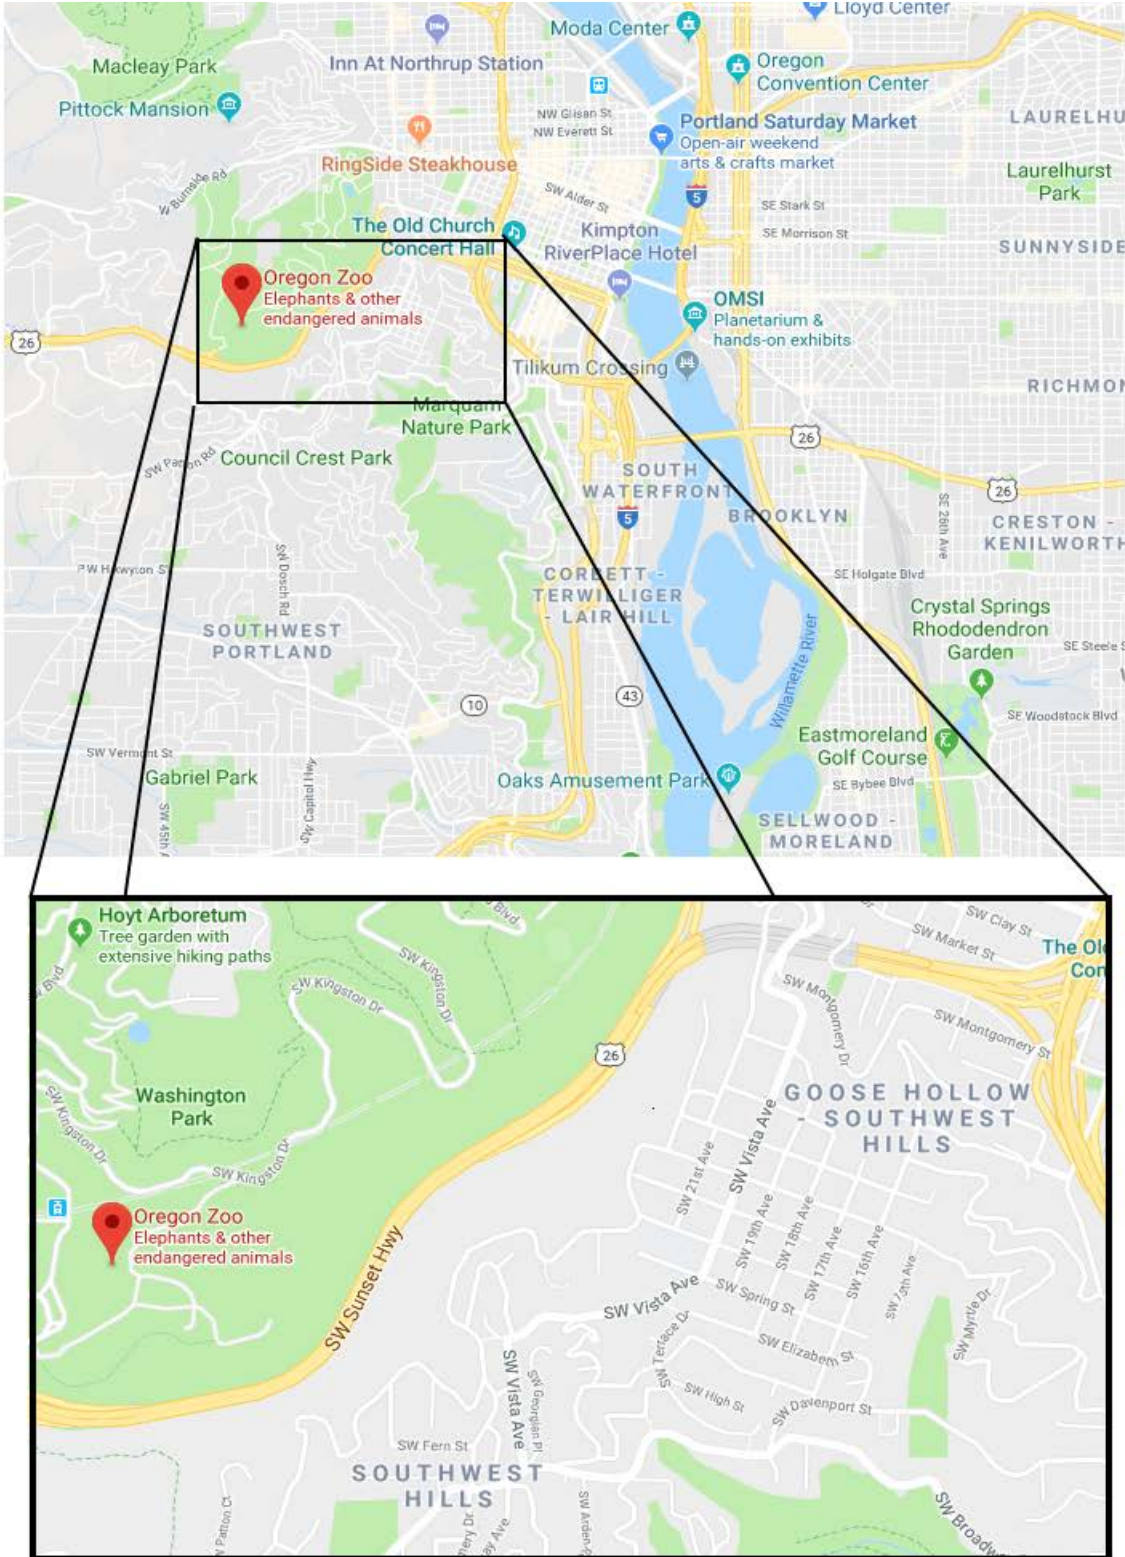 Lloyd Center
Moda Center
Inn At Northrup Station
Macleay Park
Oregon
Convention Center
Pittock Mansion
NW Glisan St
NW Everett St
Portland Saturday Market
Open-air weekend
arts & crafts market
LAURELHU
RingSide Steakhouse
Laurelhurst
Park
W Burnside Rd
SW Alder St
5
SE Stark St
The Old Church
Concert Hall
Kimpton
RiverPlace Hotel
SE Morrison St
SUNNYSIDE
Oregon Zoo
Elephants & other
endangered animals
OMSI
Planetarium &
hands-on exhibits
26
Tilikum Crossing
RICHMO
Marquam
Nature Park
26
Council Crest Park
SOUTH
WATERFRONT
26
5
BROOKLYN
SE 26th Ave
CRESTON -
KENILWORTH
SW Dosch Rd
CORBETT -
TERWILLIGER
- LAIR HILL
SE Holgate Blvd
SOUTHWEST
PORTLAND
Willamette River
Crystal Springs
Rhododendron
Garden
SE Steele S
10
43
SE Woodstock Blvd
SW Vermont St
Eastmoreland
Golf Course
Gabriel Park
SW Capitol Hwy
Oaks Amusement Park
SE Bybee Blvd
SW 45th
SELLWOOD -
MORELAND
Hoyt Arboretum
Tree garden with
extensive hiking paths
Blvd
SW Clay St
SW Market St
The Ol
Con
SW Kingston Dr
SW Kingston Dr
Blvd
SW Montgomery Dr
SW Montgomery St
26
Washington
Park
SW Kingston Dr
GOOSE HOLLOW
- SOUTHWEST
HILLS
SW Kingston Dr
SW 21st Ave
SW Vista Ave
Oregon Zoo
Elephants & other
endangered animals
SW 19th Ave
SW 18th Ave
SW 17th Ave
SW 16th Ave
SW Sunset Hwy
SW Vista Ave
SW Spring St
SW Myrtle Dr
SW Terrace Dr
SW Elizabeth St
SW Vista Ave
SW Georgian Pl
SW High St
SW Davenport St
SW Fern St
SOUTHWEST
HILLS
Patton Ct
SW Arden
SW Broadw